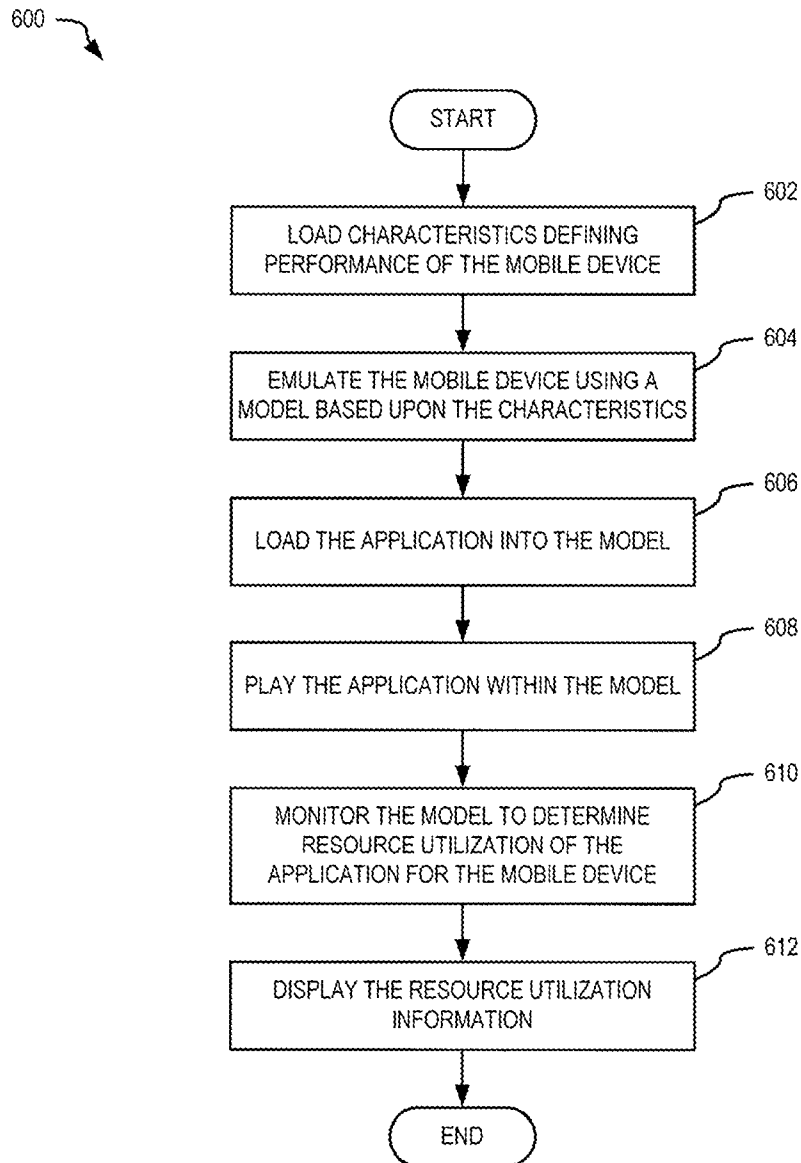 600
START
602
LOAD CHARACTERISTICS DEFINING
PERFORMANCE OF THE MOBILE DEVICE
604
EMULATE THE MOBILE DEVICE USING A
MODEL BASED UPON THE CHARACTERISTICS
606
LOAD THE APPLICATION INTO THE MODEL
608
PLAY THE APPLICATION WITHIN THE MODEL
610
MONITOR THE MODEL TO DETERMINE
RESOURCE UTILIZATION OF THE
APPLICATION FOR THE MOBILE DEVICE
612
DISPLAY THE RESOURCE UTILIZATION
INFORMATION
END